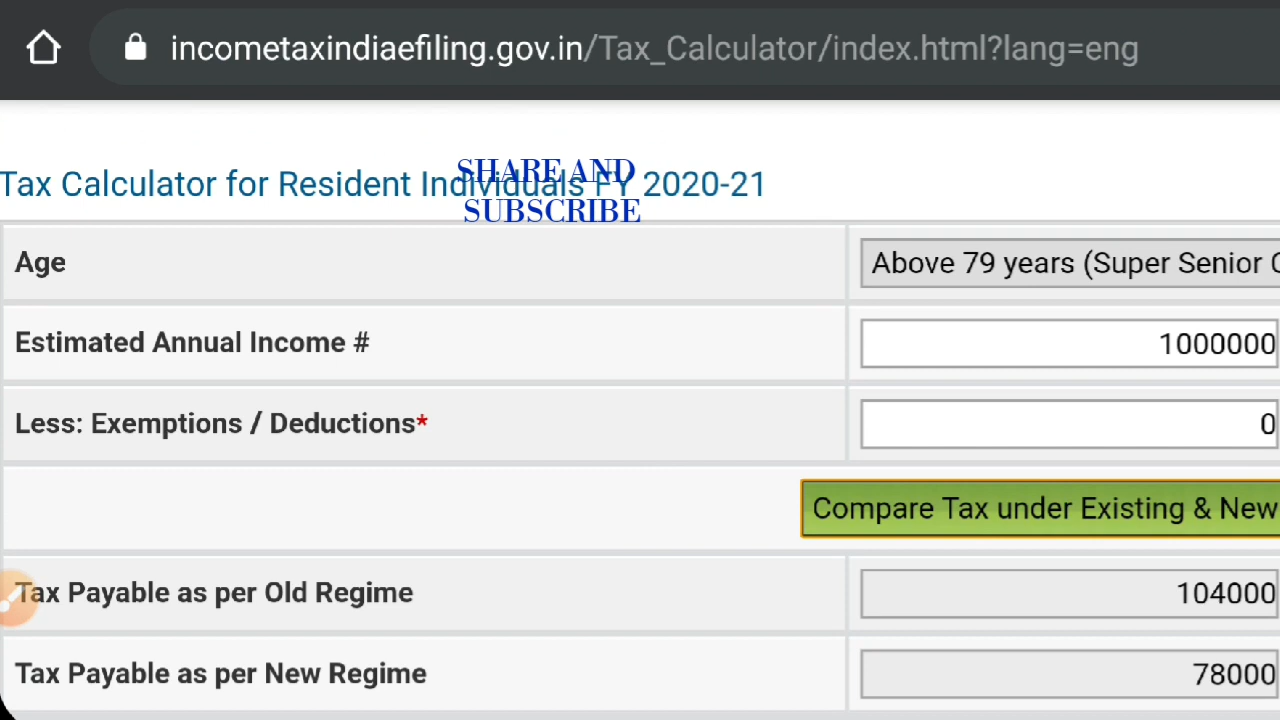 incometaxindiaefiling.gov.in/Tax_Calculator/index.html?lang=eng
Tax Calculator for Resident Individuals FY 2020-21
SHARE AND
SUBSCRIBE
Age
Above 79 years (Super Senior
Estimated Annual Income #
1000000
Less: Exemptions / Deductions*
0
Compare Tax under Existing & New
Tax Payable as per Old Regime
104000
Tax Payable as per New Regime
78000